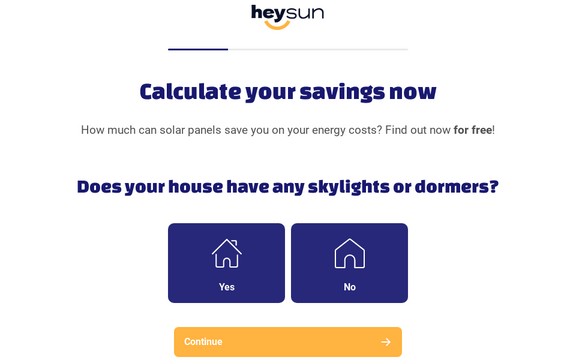 heysun
Calculate your savings now
How much can solar panels save you on your energy costs? Find out now for free!
Does your house have any skylights or dormers?
Yes
No
Continue